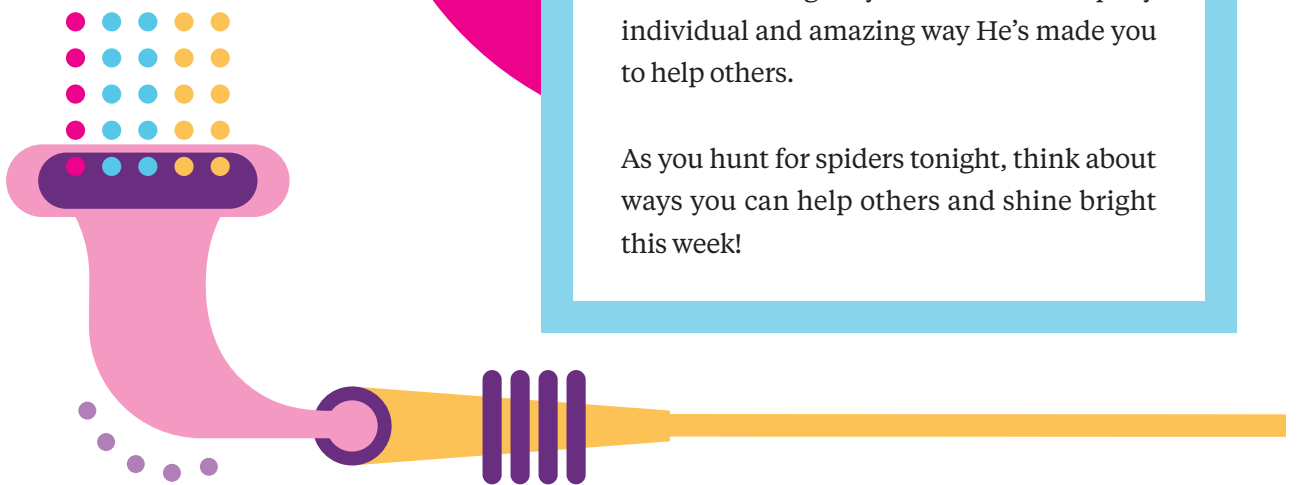 individual and amazing way He’s made you
to help others.
As you hunt for spiders tonight, think about
ways you can help others and shine bright
this week!